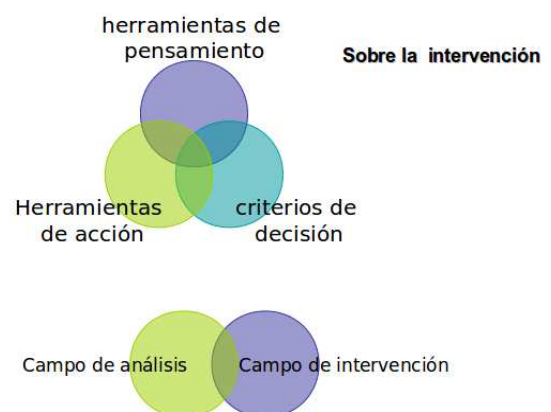 herramientas de
pensamiento
Sobre la intervención
Herramientas
de acción
criterios de
decisión
Campo de análisis
Campo de intervención